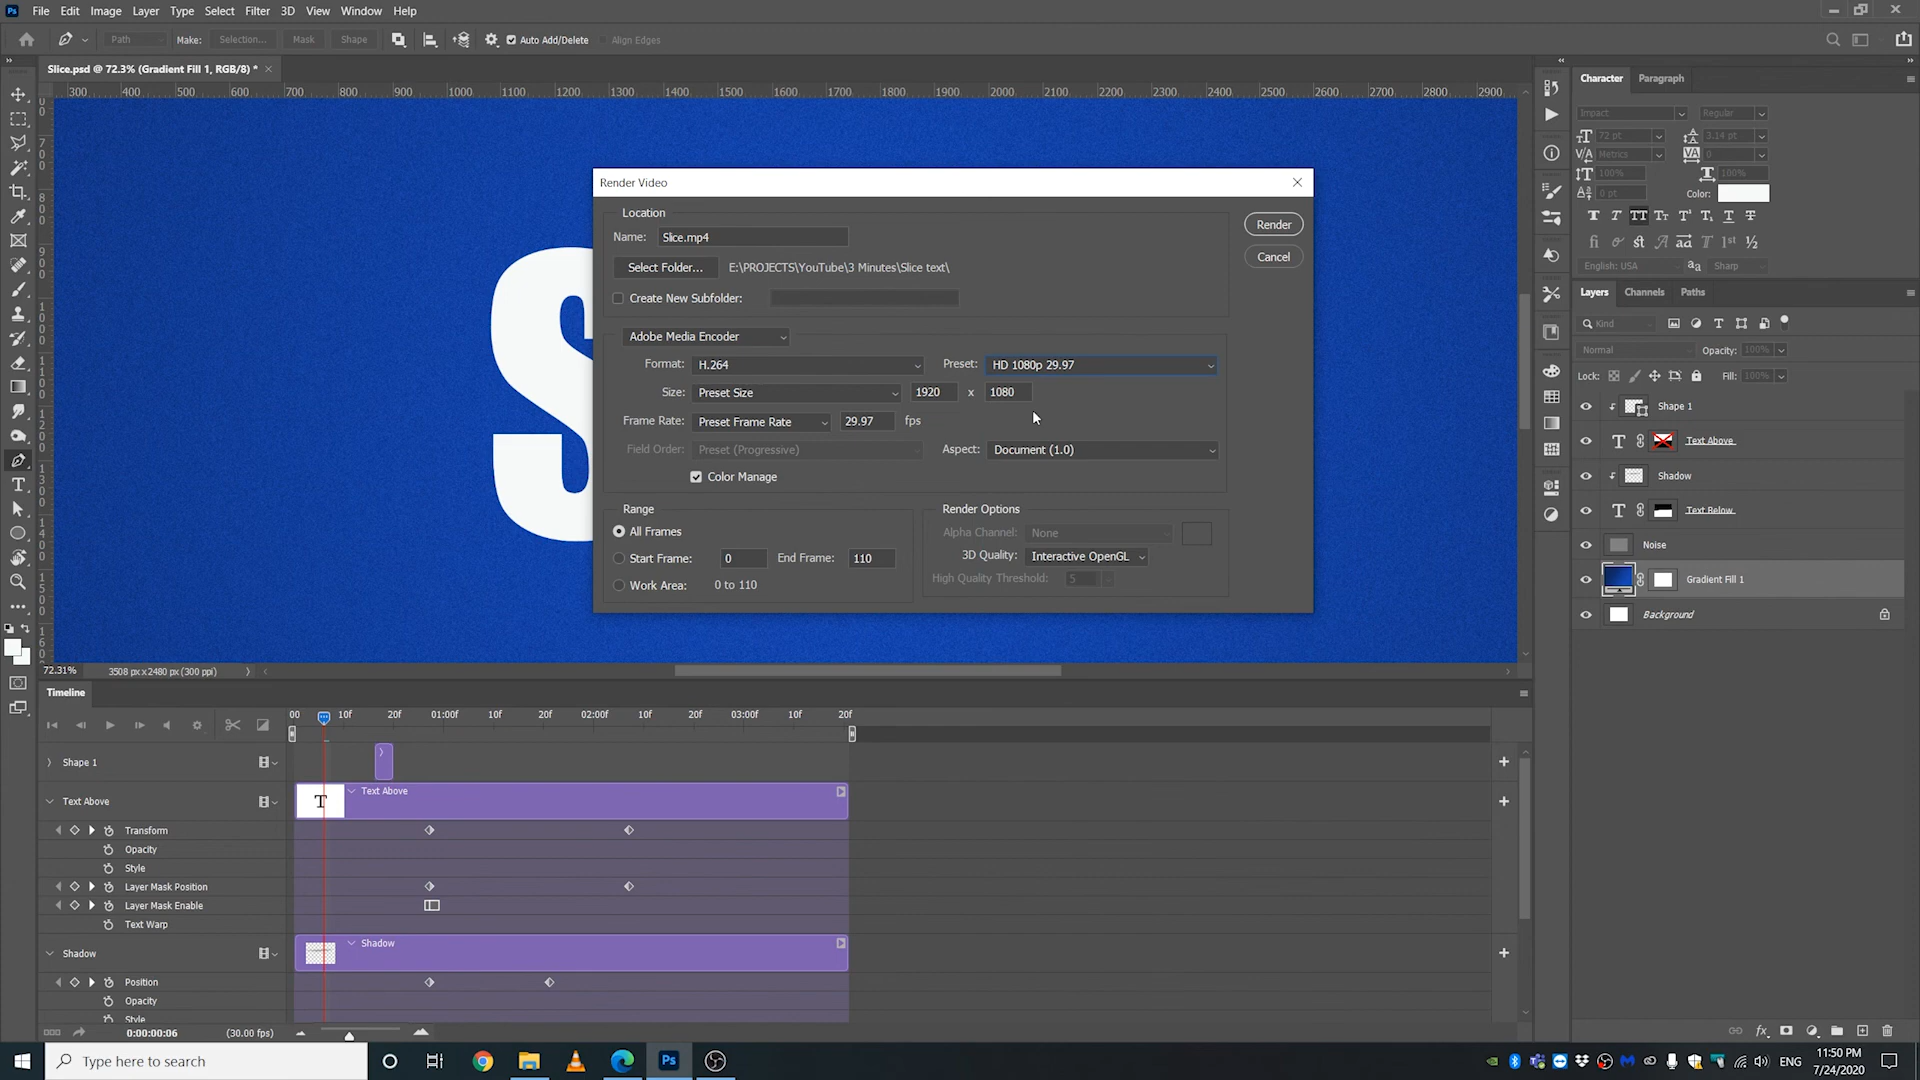 Ps File Edit Image Layer Type Select Filter 3D View Window Help
Path Make: Selection... Mask Shape Auto Add/Delete Align Edges
Slice.psd @ 72.3% (Gradient Fill 1, RGB/8) *
300 400 500 600 700 800 900 1000 1100 1200 1300 1400 1500 1600 1700 1800 1900 2000 2100 2200 2300 2400 2500 2600 2700 2800 2900
S
Render Video
Location
Name: Slice.mp4
Select Folder... E:\PROJECTS\YouTube\3 Minutes\Slice text\
Create New Subfolder:
Render
Cancel
Adobe Media Encoder
Format: H.264 Preset: HD 1080p 29.97
Size: Preset Size 1920 x 1080
Frame Rate: Preset Frame Rate 29.97 fps
Field Order: Preset (Progressive) Aspect: Document (1.0)
Color Manage
Range
All Frames
Start Frame: 0 End Frame: 110
Work Area: 0 to 110
Render Options
Alpha Channel: None
3D Quality: Interactive OpenGL
High Quality Threshold: 5
Character Paragraph
Impact Regular
72 pt 3.14 pt
Metrics 0
100% 100%
0 pt Color:
T T TT Tr T¹ T₁ T T
fi st A ad T 1st ½
English: USA aa Sharp
Layers Channels Paths
Kind
Normal Opacity: 100%
Lock: Fill: 100%
Shape 1
T Text Above
Shadow
T Text Below
Noise
Gradient Fill 1
Background
fx
72.31% 3508 px x 2480 px (300 ppi)
Timeline
00 10f 20f 01:00f 10f 20f 02:00f 10f 20f 03:00f 10f 20f
Shape 1
Text Above T Text Above
Transform
Opacity
Style
Layer Mask Position
Layer Mask Enable
Text Warp
Shadow Shadow
Position
Opacity
Style
0:00:00:06 (30.00 fps)
Type here to search
Ps
ENG
11:50 PM
7/24/2020